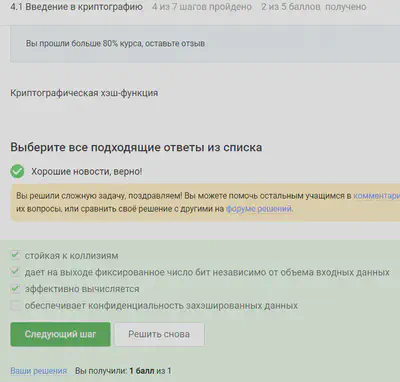 4.1 Введение в криптографию 4 из 7 шагов пройдено 2 из 5 баллов получено
Вы прошли больше 80% курса, оставьте отзыв
Криптографическая хэш-функция
Выберите все подходящие ответы из списка
Хорошие новости, верно!
Вы решили сложную задачу, поздравляем! Вы можете помочь остальным учащимся в комментари
их вопросы, или сравнить своё решение с другими на форуме решений.
стойкая к коллизиям
дает на выходе фиксированное число бит независимо от объема входных данных
эффективно вычисляется
обеспечивает конфиденциальность захэшированных данных
Следующий шаг Решить снова
Ваши решения Вы получили: 1 балл из 1